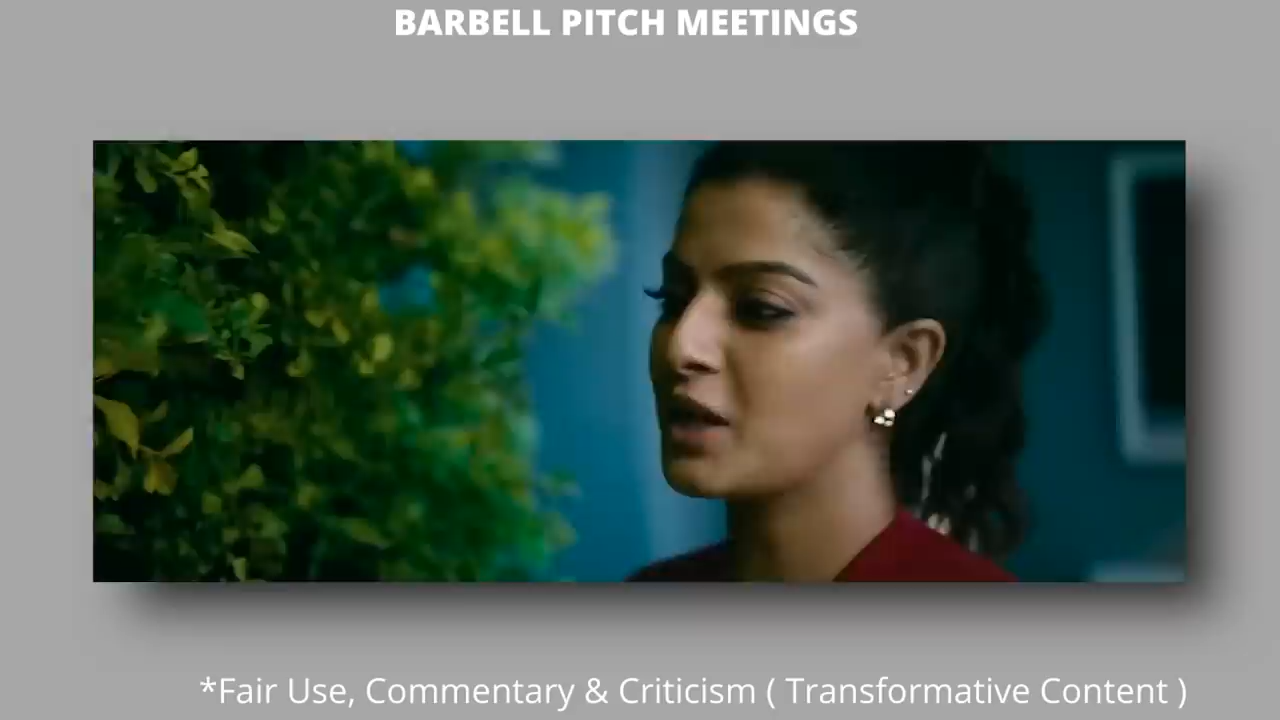 BARBELL PITCH MEETINGS
*Fair Use, Commentary & Criticism ( Transformative Content )